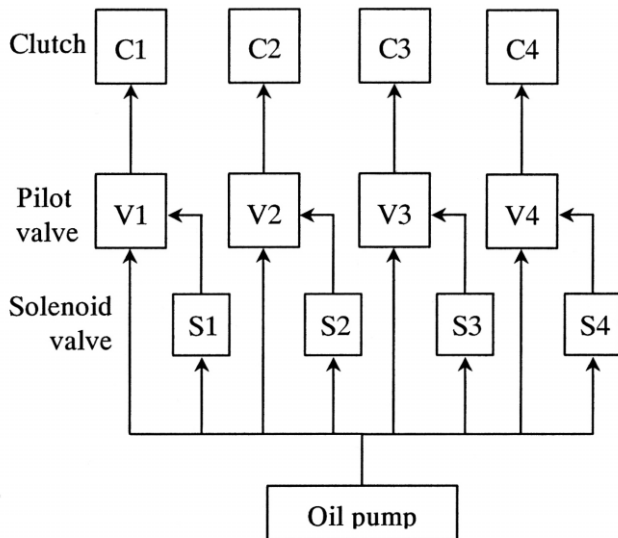 Clutch C1 C2 C3 C4
Pilot
valve
V1 V2 V3 V4
Solenoid
valve
S1 S2 S3 S4
Oil pump